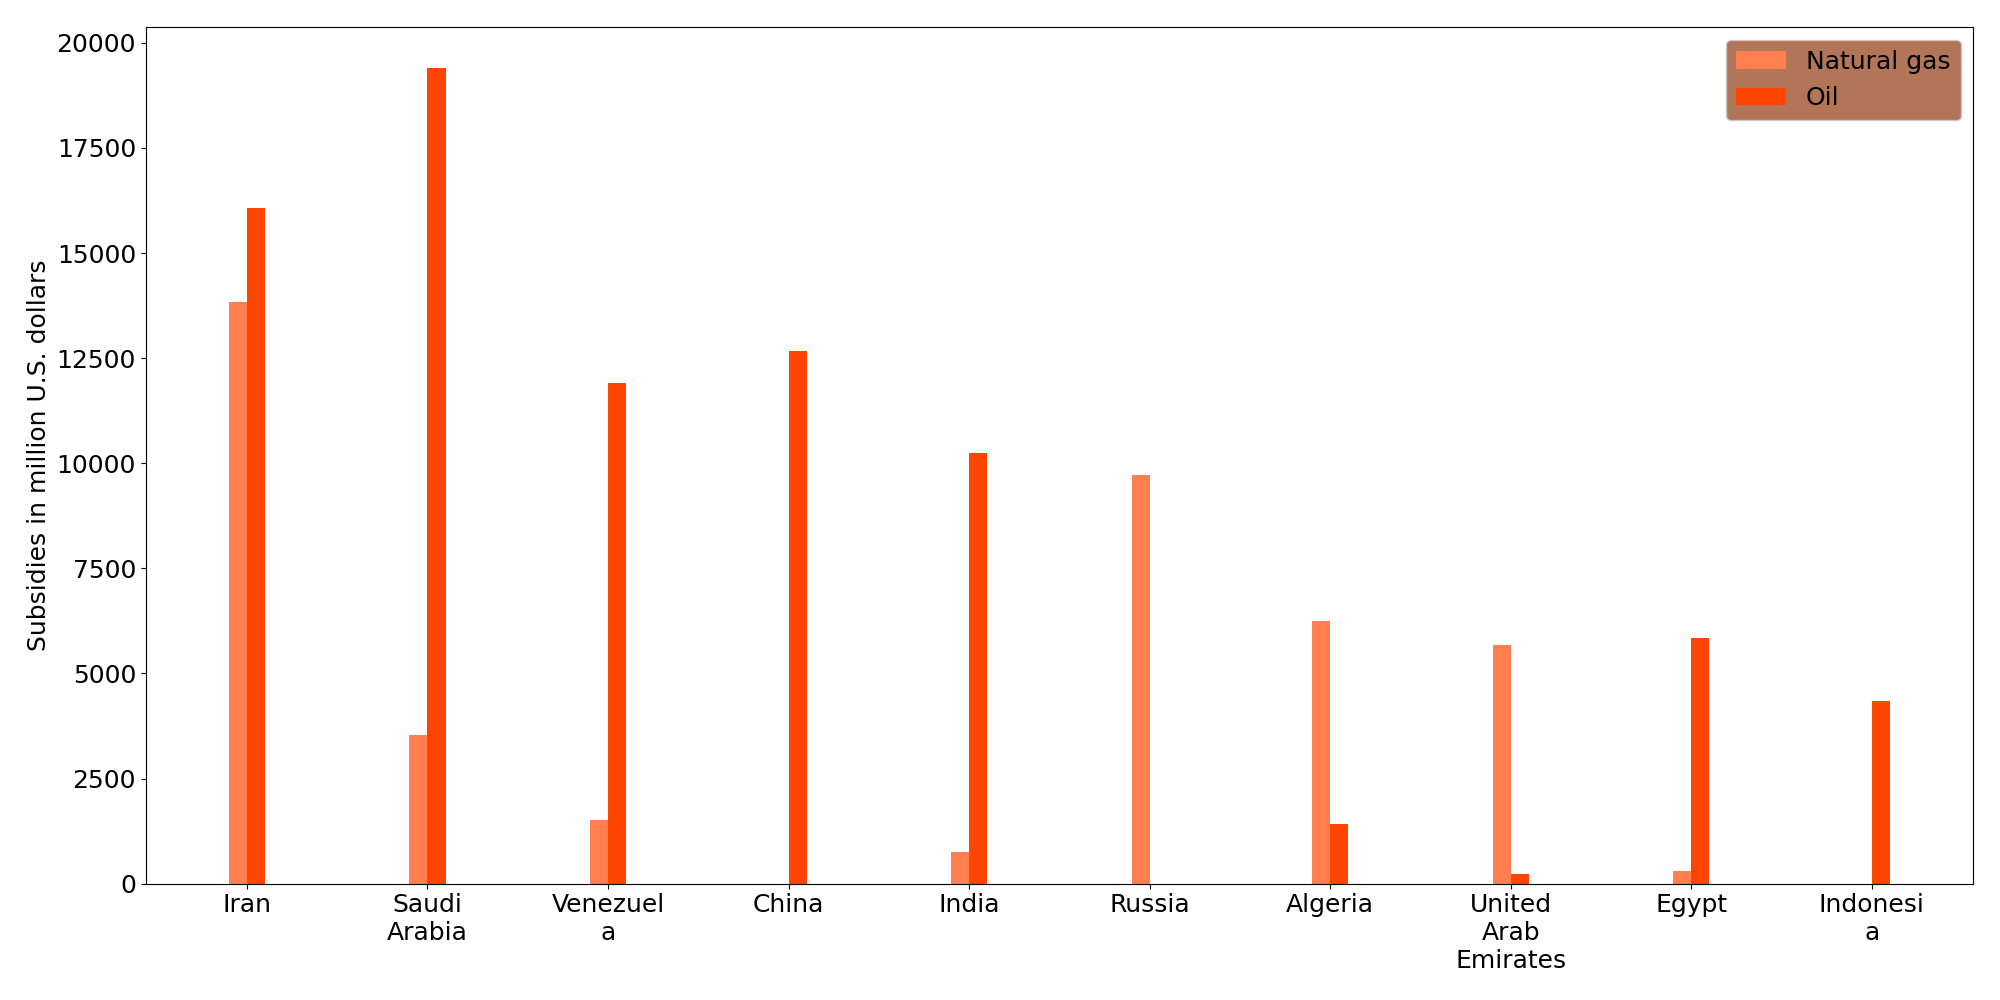 20000
17500
15000
12500
10000
7500
5000
2500
0
Subsidies in million U.S. dollars
Natural gas
Oil
Iran
Saudi
Arabia
Venezuel
a
China
India
Russia
Algeria
United
Arab
Emirates
Egypt
Indonesi
a